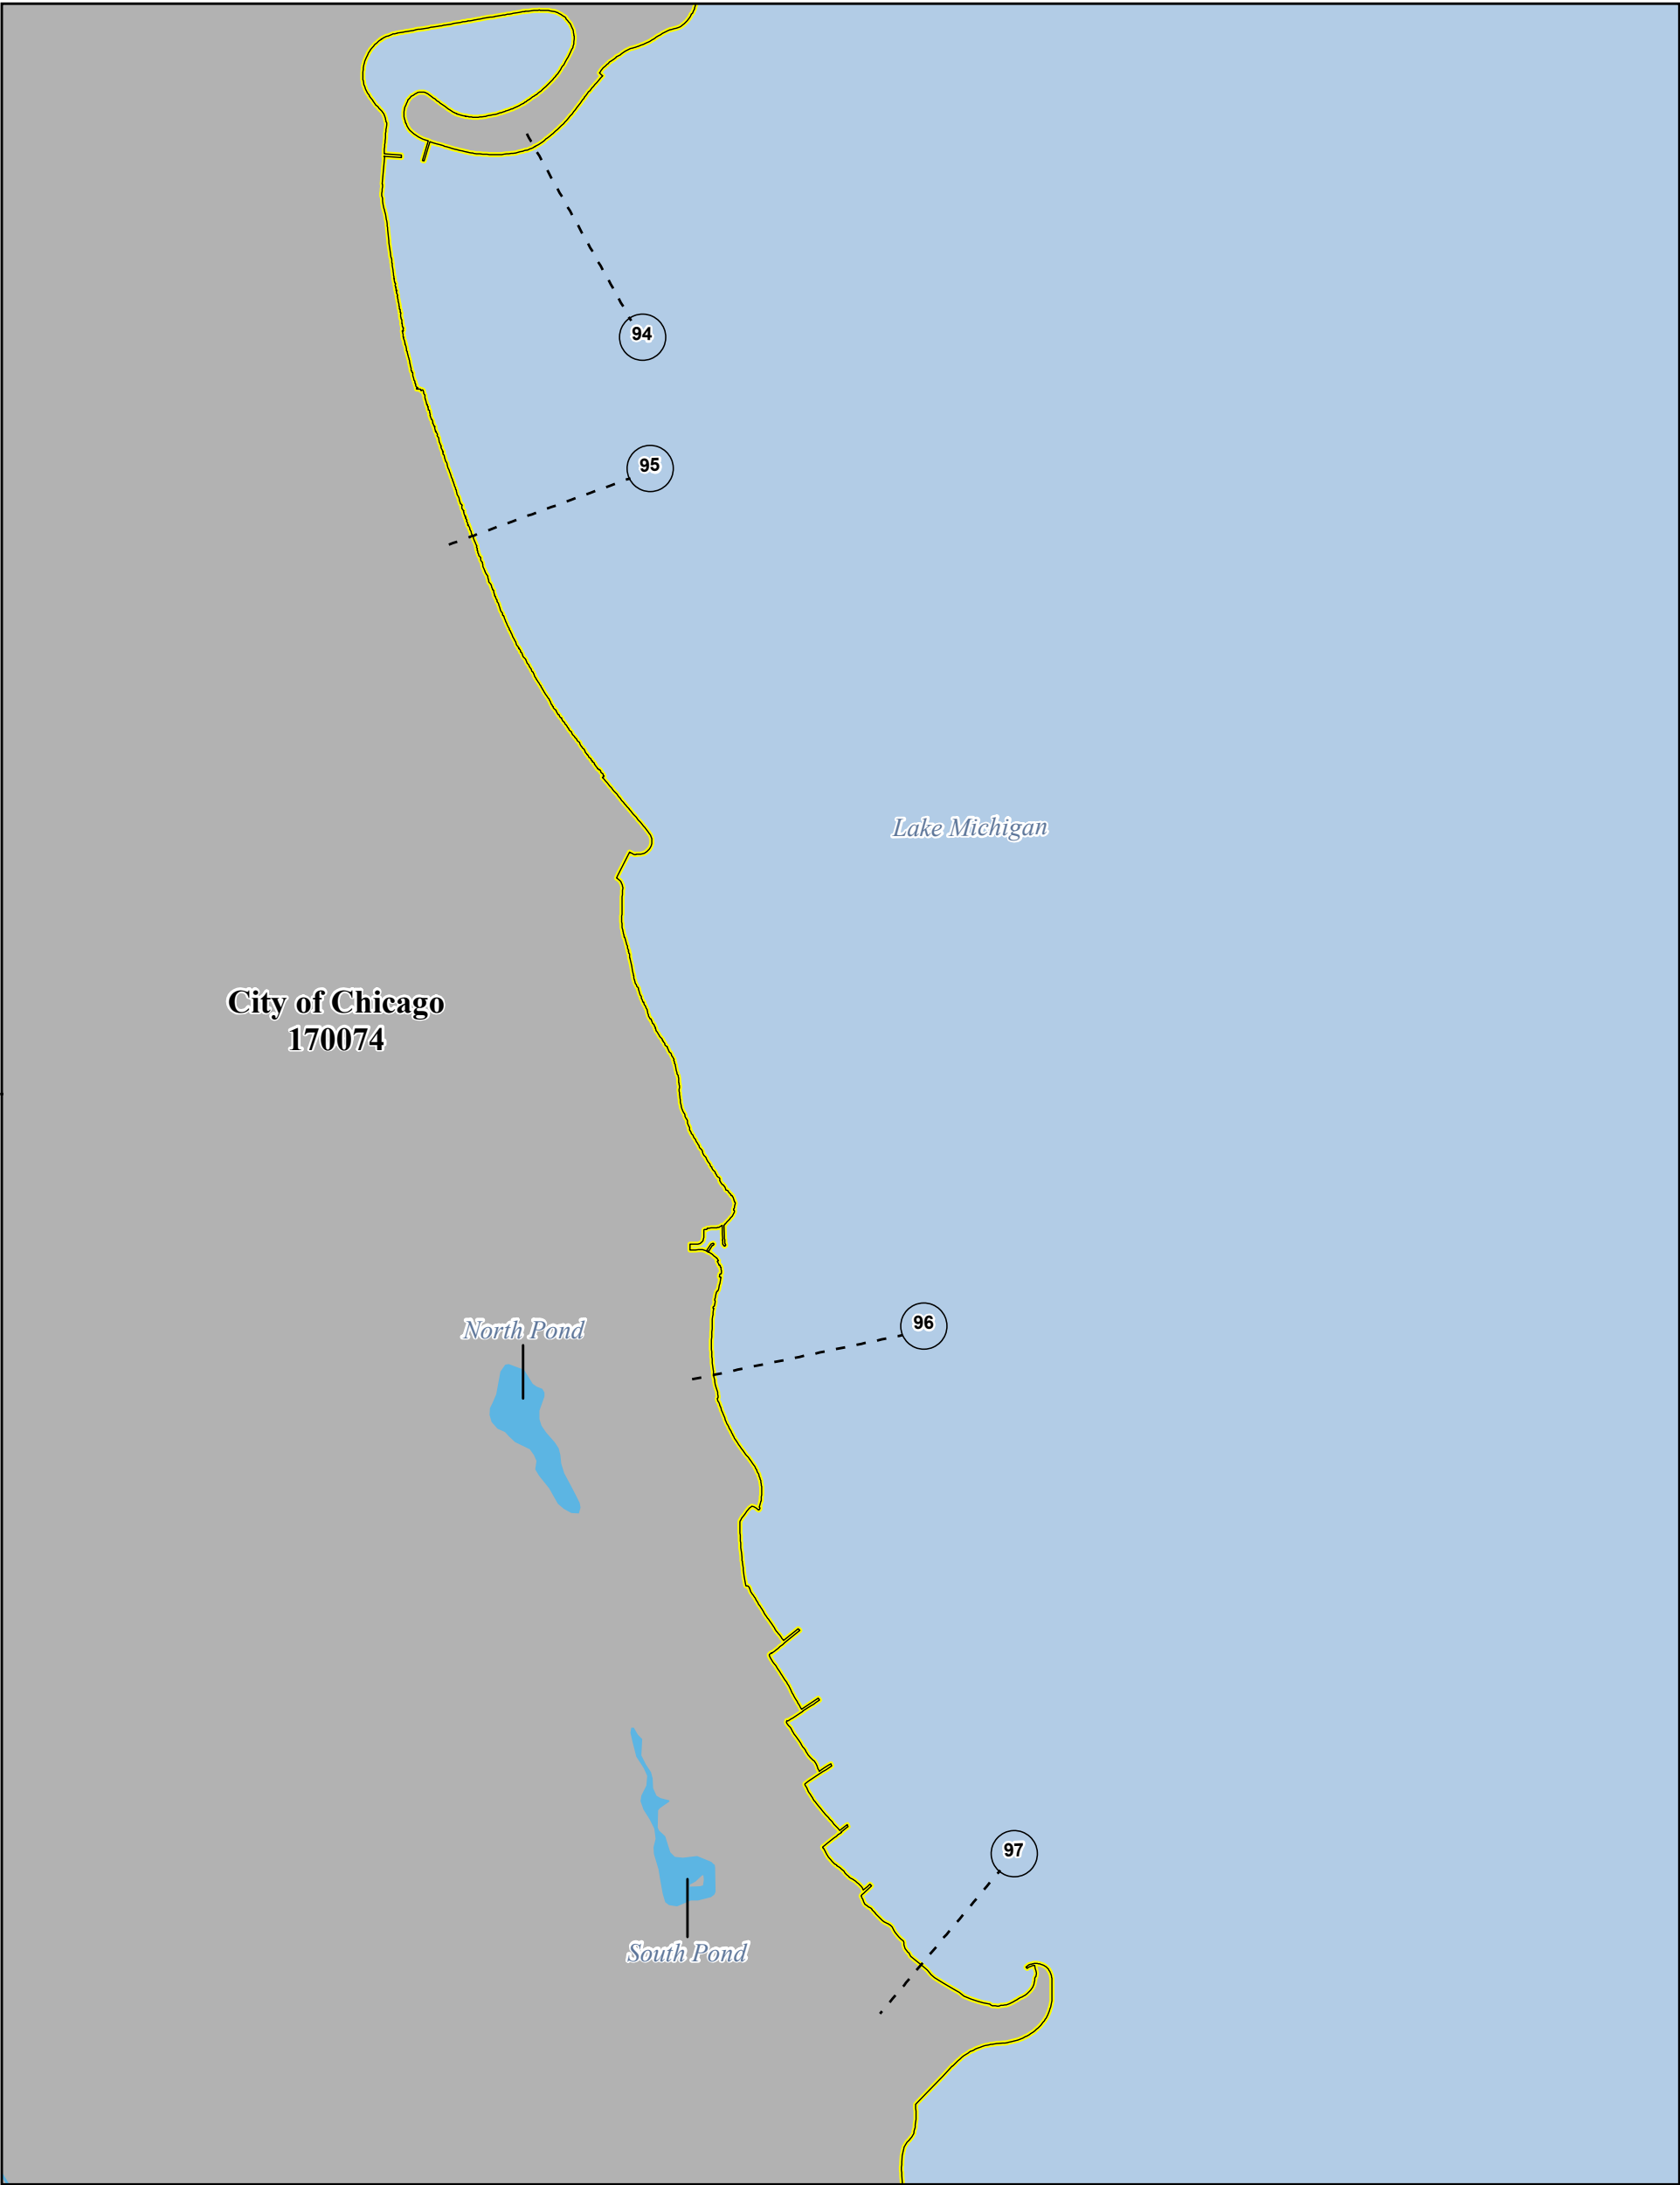 94
95
Lake Michigan
City of Chicago
170074
North Pond
96
97
South Pond